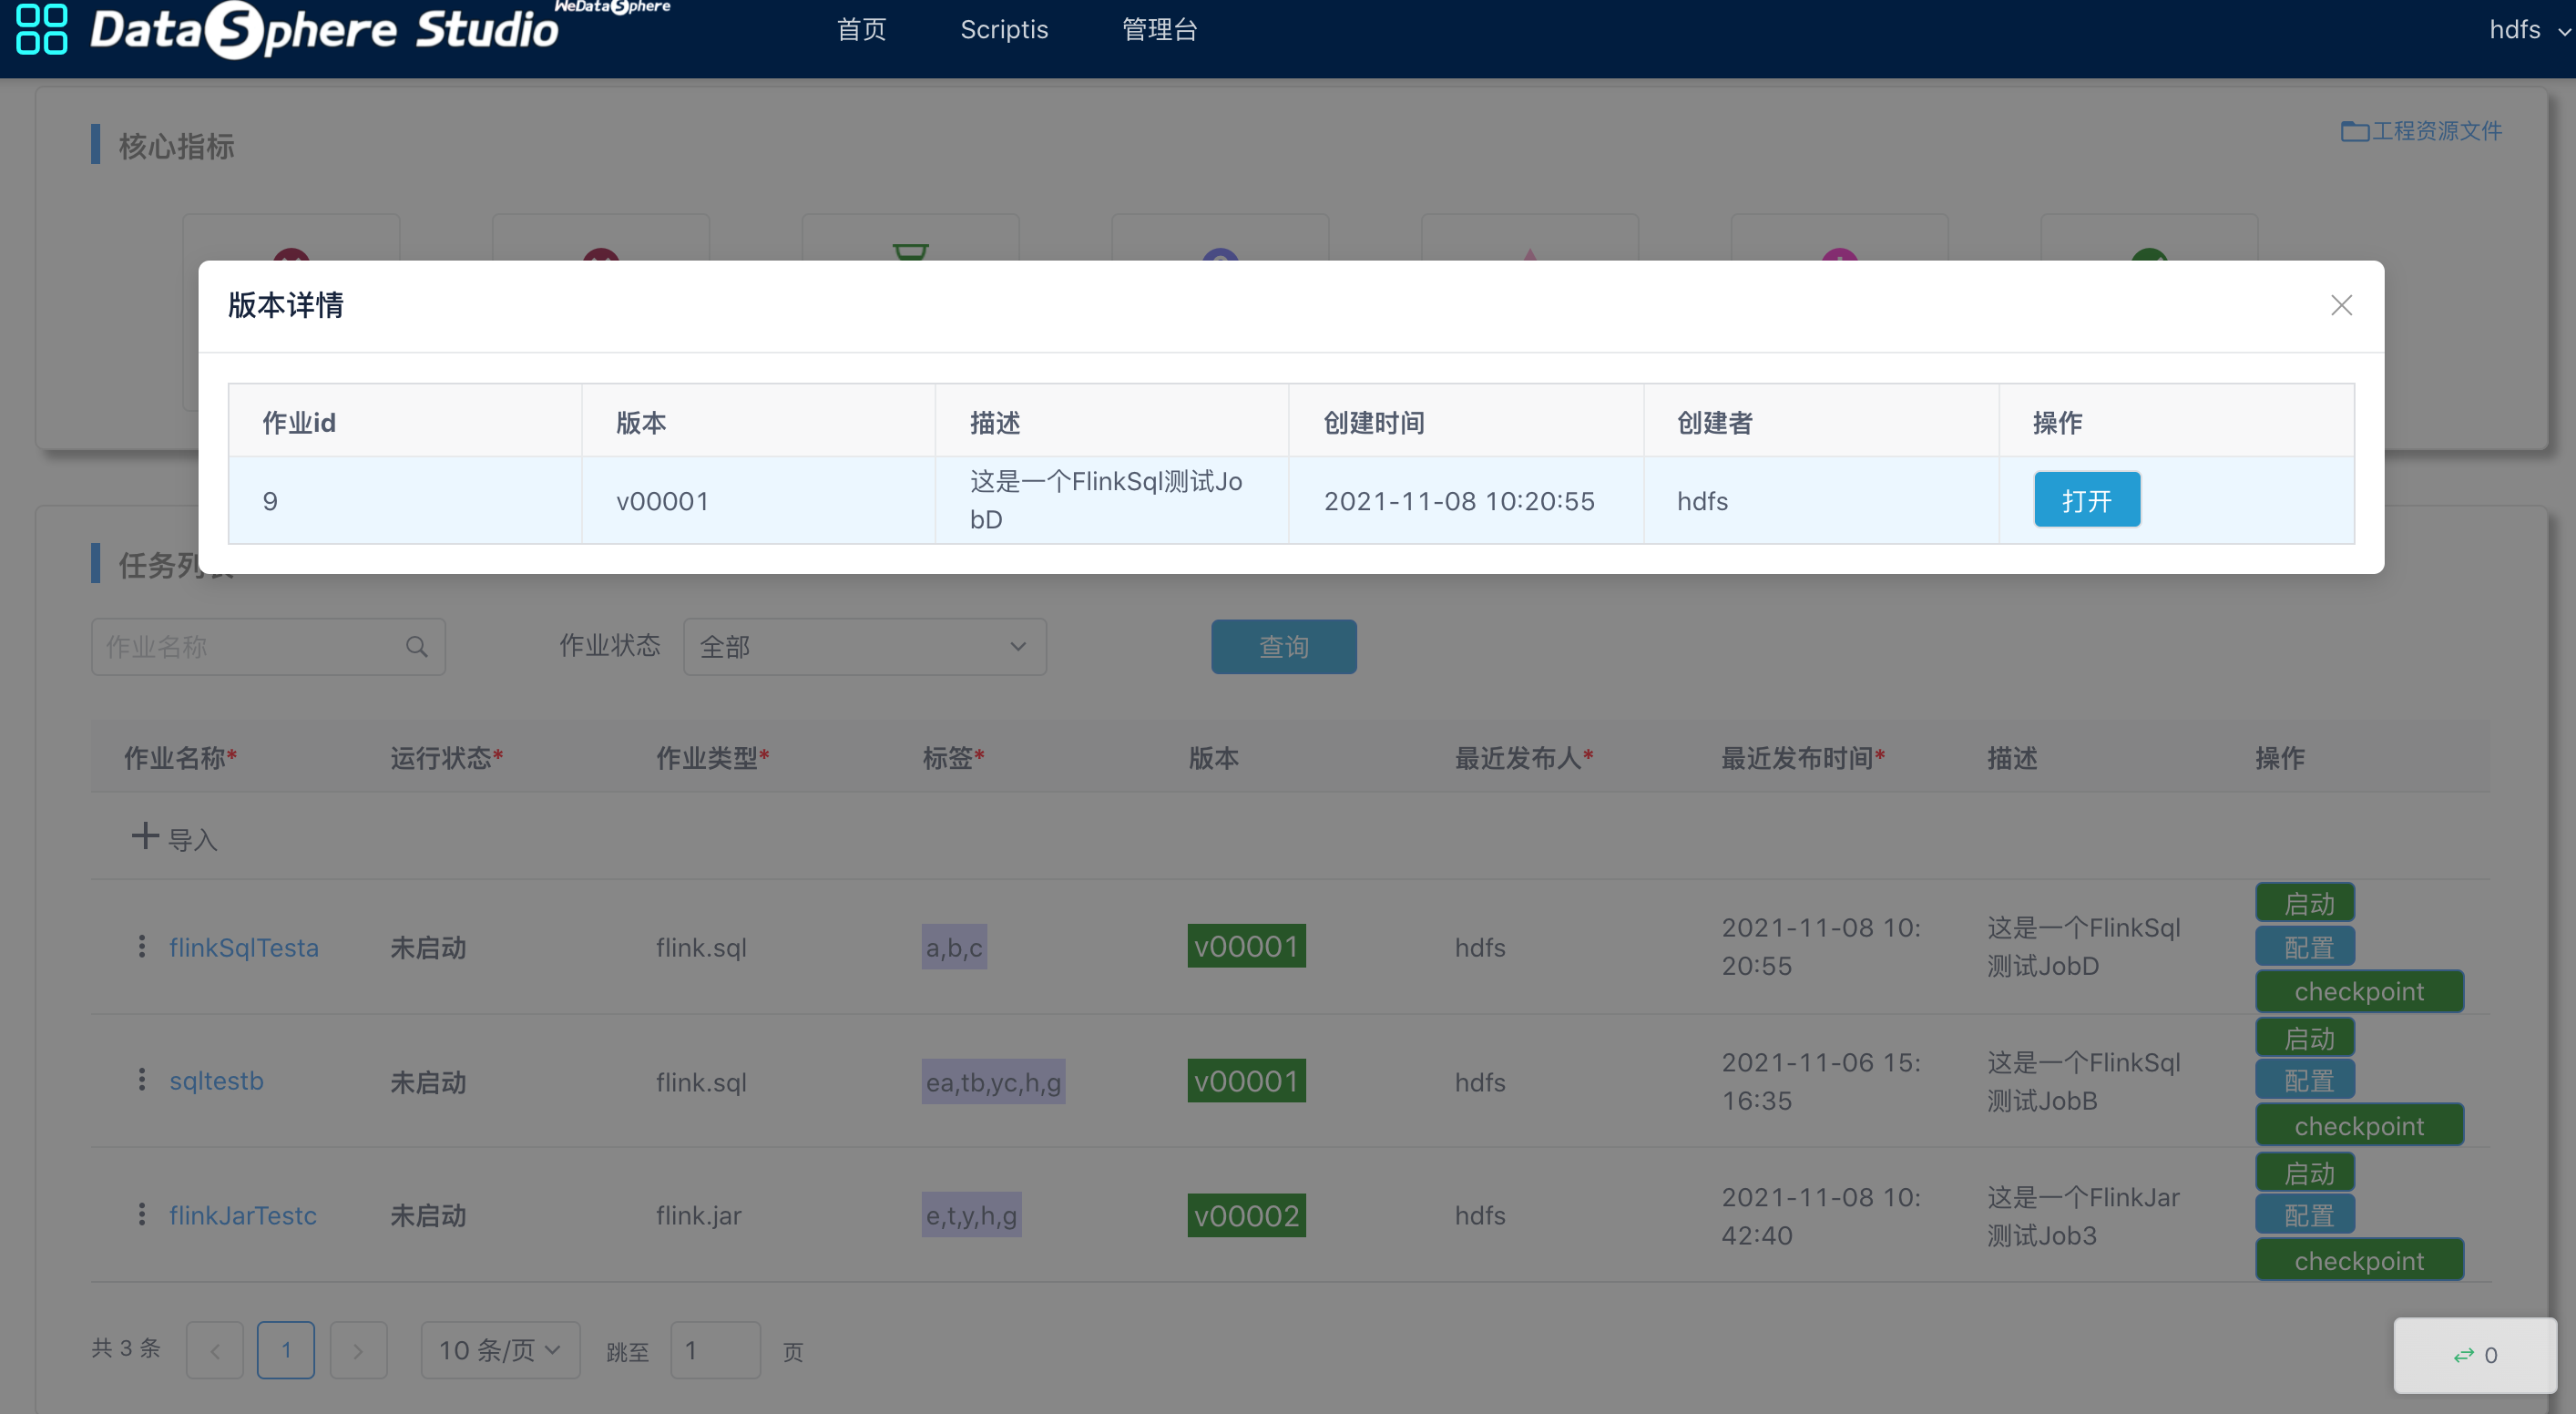 WeDataSphere
DataSphere Studio
首页
Scriptis
管理台
hdfs
核心指标
工程资源文件
版本详情
作业id
版本
描述
创建时间
创建者
操作
9
v00001
这是一个FlinkSql测试Jo
bD
2021-11-08 10:20:55
hdfs
打开
任务列表
作业名称
作业状态
全部
查询
作业名称*
运行状态*
作业类型*
标签*
版本
最近发布人*
最近发布时间*
描述
操作
导入
flinkSqlTesta
未启动
flink.sql
a,b,c
v00001
hdfs
2021-11-08 10:
20:55
这是一个FlinkSql
测试JobD
启动
配置
checkpoint
sqltestb
未启动
flink.sql
ea,tb,yc,h,g
v00001
hdfs
2021-11-06 15:
16:35
这是一个FlinkSql
测试JobB
启动
配置
checkpoint
flinkJarTestc
未启动
flink.jar
e,t,y,h,g
v00002
hdfs
2021-11-08 10:
42:40
这是一个FlinkJar
测试Job3
启动
配置
checkpoint
共 3 条
1
10 条/页
跳至
1
页
0